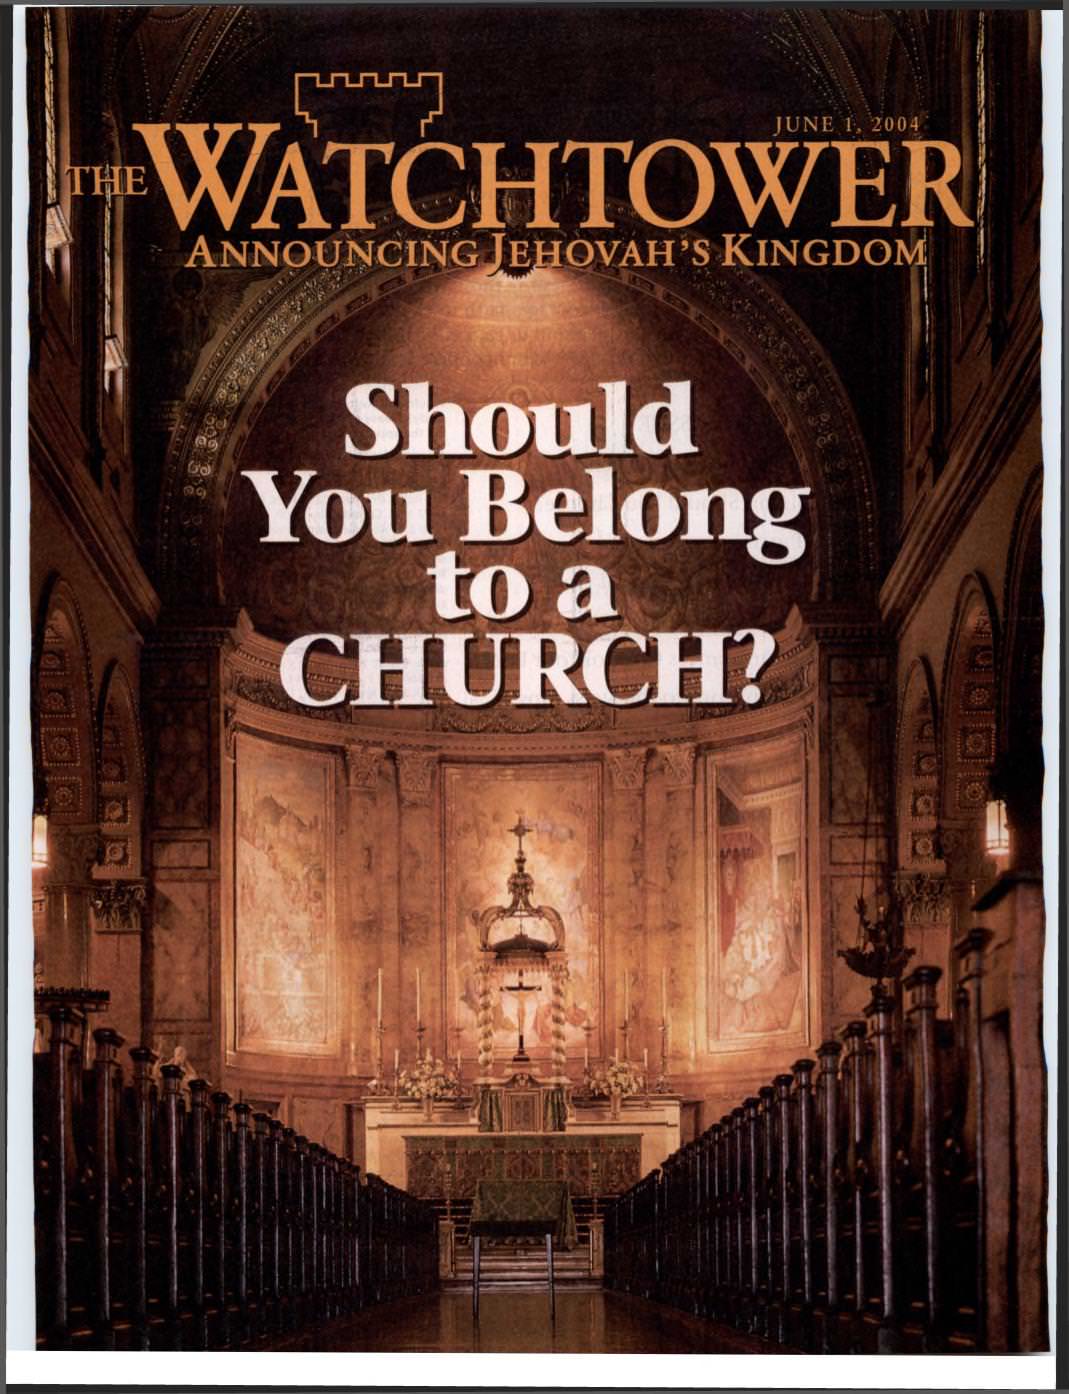 JUNE 1, 2004
THE WATCHTOWER
ANNOUNCING JEHOVAH'S KINGDOM
Should
You Belong
to a
CHURCH?